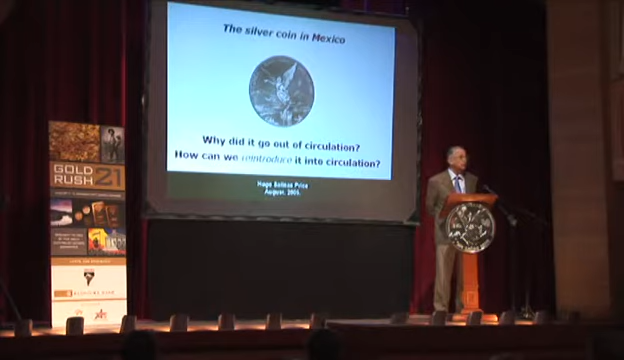 The silver coin in Mexico
Why did it go out of circulation?
How can we reintroduce it into circulation?
Hugo Salinas Price
August, 2005.
GOLD
RUSH 21